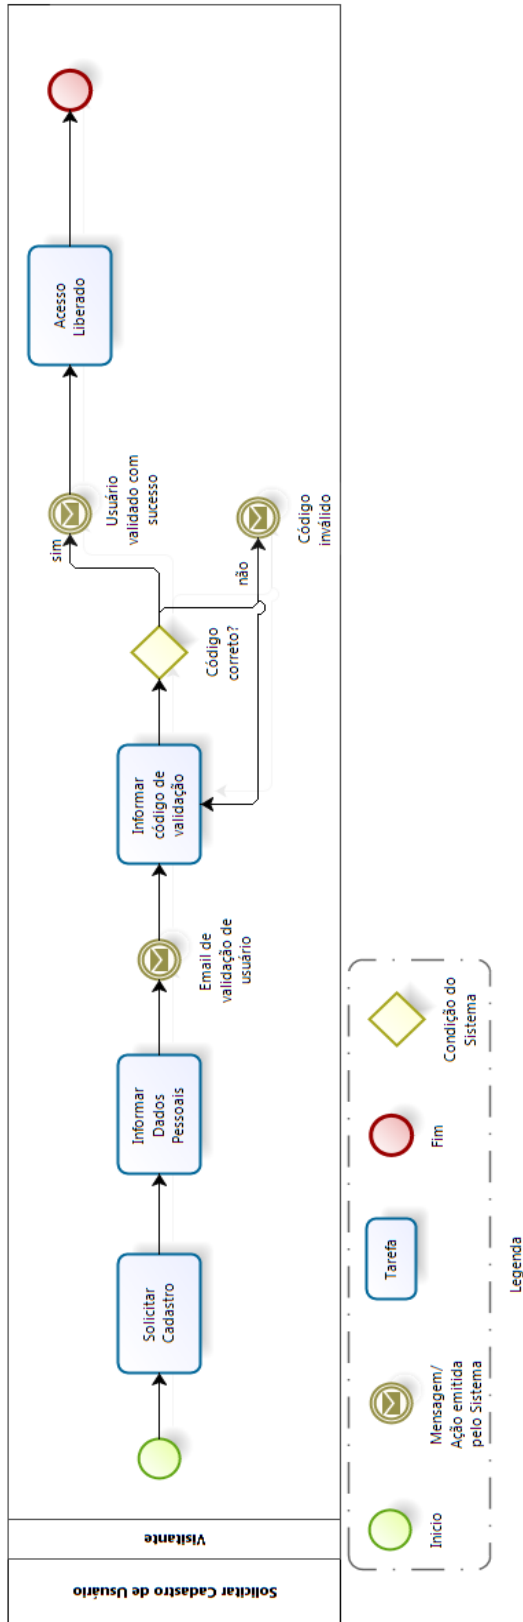 Solicitar Cadastro de Usuário
Visitante
Solicitar
Cadastro
Informar
Dados
Pessoais
Email de
validação de
usuário
Informar
código de
validação
Código
correto?
sim
Usuário
validado com
sucesso
não
Código
inválido
Acesso
Liberado
Inicio
Mensagem/
Ação emitida
pelo Sistema
Tarefa
Fim
Condição do
Sistema
Legenda